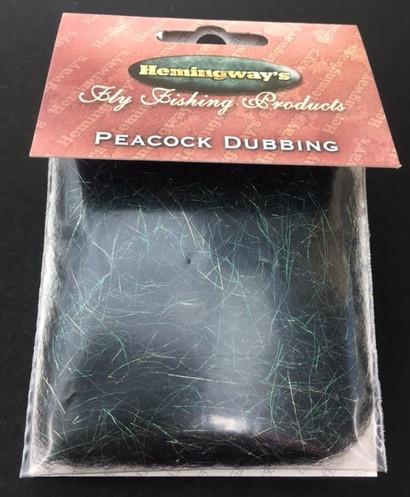 Hemingway's
Fly Fishing Products
PEACOCK DUBBING